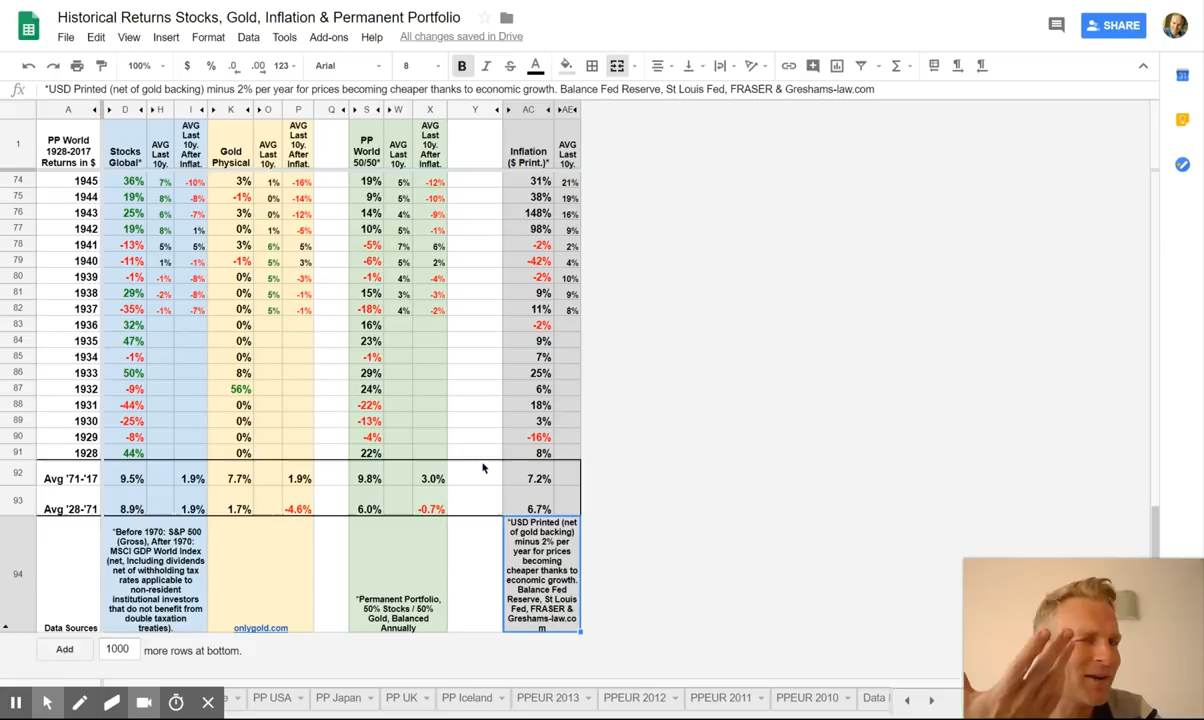 Historical Returns Stocks, Gold, Inflation & Permanent Portfolio
File Edit View Insert Format Data Tools Add-ons Help All changes saved in Drive
SHARE
100% $ % .0 .00 123 Arial 8 B I S A Σ
fx *USD Printed (net of gold backing) minus 2% per year for prices becoming cheaper thanks to economic growth. Balance Fed Reserve, St Louis Fed, FRASER & Greshams-law.com
A D H I K O P Q S W X Y AC AE
1 PP World 1928-2017 Returns in $ Stocks Global* AVG Last 10y. AVG Last 10y. After Inflat. Gold Physical AVG Last 10y. AVG Last 10y. After Inflat. PP World 50/50* AVG Last 10y. AVG Last 10y. After Inflat. Inflation ($ Print.)* AVG Last 10y.
74 1945 36% 7% -10% 3% 1% -16% 19% 5% -12% 31% 21%
75 1944 19% 8% -8% -1% 0% -14% 9% 5% -10% 38% 19%
76 1943 25% 6% -7% 3% 0% -12% 14% 4% -9% 148% 16%
77 1942 19% 8% 1% 0% 1% -5% 10% 5% -1% 98% 9%
78 1941 -13% 5% 5% 3% 6% 5% -5% 7% 6% -2% 2%
79 1940 -11% 1% -1% -1% 5% 3% -6% 5% 2% -42% 4%
80 1939 -1% -1% -8% 0% 5% -3% -1% 4% -4% -2% 10%
81 1938 29% -2% -8% 0% 5% -1% 15% 3% -3% 9% 9%
82 1937 -35% -1% -7% 0% 5% -1% -18% 4% -2% 11% 8%
83 1936 32% 0% 16% -2%
84 1935 47% 0% 23% 9%
85 1934 -1% 0% -1% 7%
86 1933 50% 8% 29% 25%
87 1932 -9% 56% 24% 6%
88 1931 -44% 0% -22% 18%
89 1930 -25% 0% -13% 3%
90 1929 -8% 0% -4% -16%
91 1928 44% 0% 22% 8%
92 Avg '71-'17 9.5% 1.9% 7.7% 1.9% 9.8% 3.0% 7.2%
93 Avg '28-'71 8.9% 1.9% 1.7% -4.6% 6.0% -0.7% 6.7%
94 Data Sources
*Before 1970: S&P 500
(Gross), After 1970:
MSCI GDP World Index
(net, Including dividends
net of withholding tax
rates applicable to
non-resident
institutional investors
that do not benefit from
double taxation
treaties).
onlygold.com
*Permanent Portfolio,
50% Stocks / 50%
Gold, Balanced
Annually
*USD Printed (net
of gold backing)
minus 2% per
year for prices
becoming
cheaper thanks to
economic growth.
Balance Fed
Reserve, St Louis
Fed, FRASER &
Greshams-law.co
m
Add 1000 more rows at bottom.
PP USA PP Japan PP UK PP Iceland PPEUR 2013 PPEUR 2012 PPEUR 2011 PPEUR 2010 Data